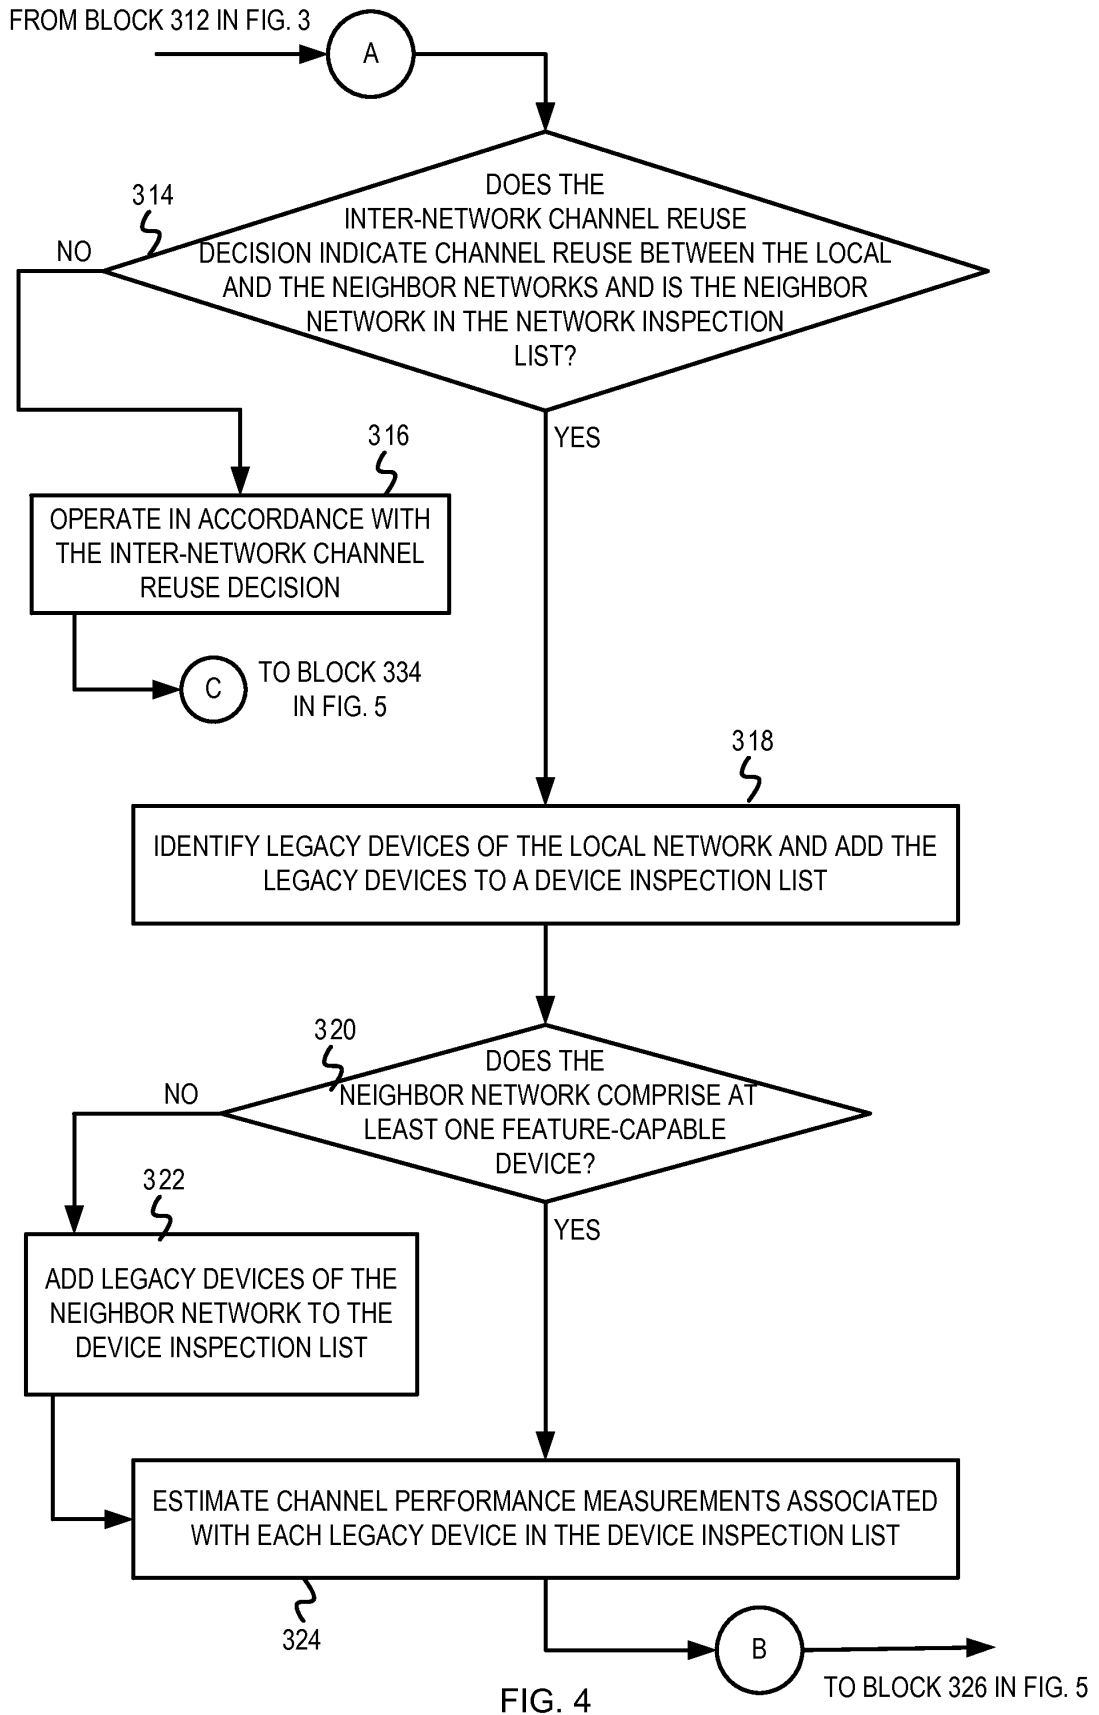 FROM BLOCK 312 IN FIG. 3
A
314
DOES THE
INTER-NETWORK CHANNEL REUSE
DECISION INDICATE CHANNEL REUSE BETWEEN THE LOCAL
AND THE NEIGHBOR NETWORKS AND IS THE NEIGHBOR
NETWORK IN THE NETWORK INSPECTION
LIST?
NO
YES
316
OPERATE IN ACCORDANCE WITH
THE INTER-NETWORK CHANNEL
REUSE DECISION
C
TO BLOCK 334
IN FIG. 5
318
IDENTIFY LEGACY DEVICES OF THE LOCAL NETWORK AND ADD THE
LEGACY DEVICES TO A DEVICE INSPECTION LIST
320
DOES THE
NEIGHBOR NETWORK COMPRISE AT
LEAST ONE FEATURE-CAPABLE
DEVICE?
NO
YES
322
ADD LEGACY DEVICES OF THE
NEIGHBOR NETWORK TO THE
DEVICE INSPECTION LIST
ESTIMATE CHANNEL PERFORMANCE MEASUREMENTS ASSOCIATED
WITH EACH LEGACY DEVICE IN THE DEVICE INSPECTION LIST
324
B
TO BLOCK 326 IN FIG. 5
FIG. 4